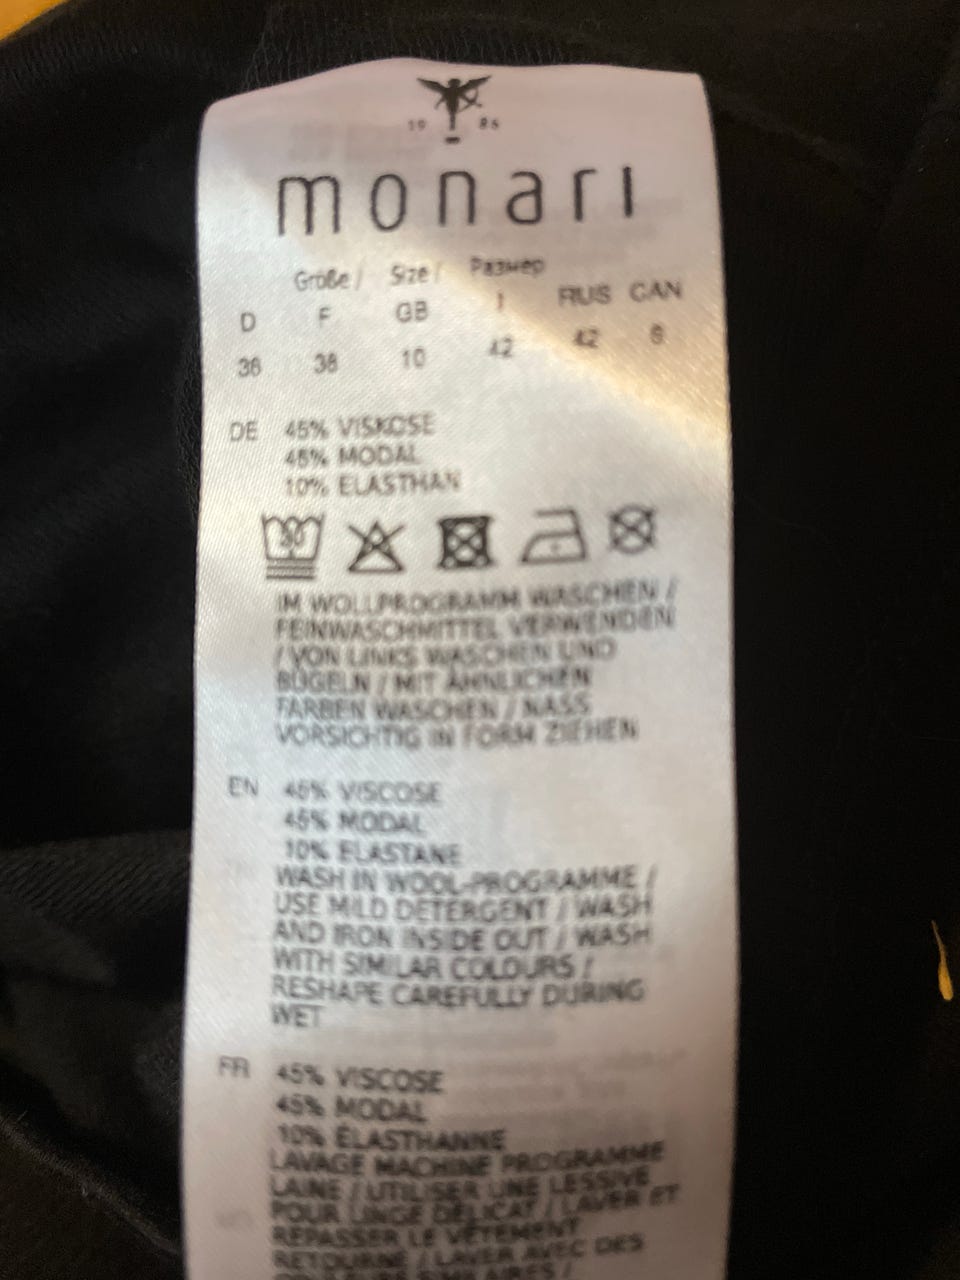 1986
monari
Größe / Size / Размер
D F GB I RUS CAN
36 38 10 42 42 8
DE 45% VISKOSE
45% MODAL
10% ELASTHAN
30
IM WOLLPROGRAMM WASCHEN /
FEINWASCHMITTEL VERWENDEN
/ VON LINKS WASCHEN UND
BÜGELN / MIT ÄHNLICHEN
FARBEN WASCHEN / NASS
VORSICHTIG IN FORM ZIEHEN
EN 45% VISCOSE
45% MODAL
10% ELASTANE
WASH IN WOOL-PROGRAMME /
USE MILD DETERGENT / WASH
AND IRON INSIDE OUT / WASH
WITH SIMILAR COLOURS /
RESHAPE CAREFULLY DURING
WET
FR 45% VISCOSE
45% MODAL
10% ÉLASTHANNE
LAVAGE MACHINE PROGRAMME
LAINE / UTILISER UNE LESSIVE
POUR LINGE DÉLICAT / LAVER ET
REPASSER LE VÊTEMENT
RETOURNÉ / LAVER AVEC DES
COULEURS SIMILAIRES /